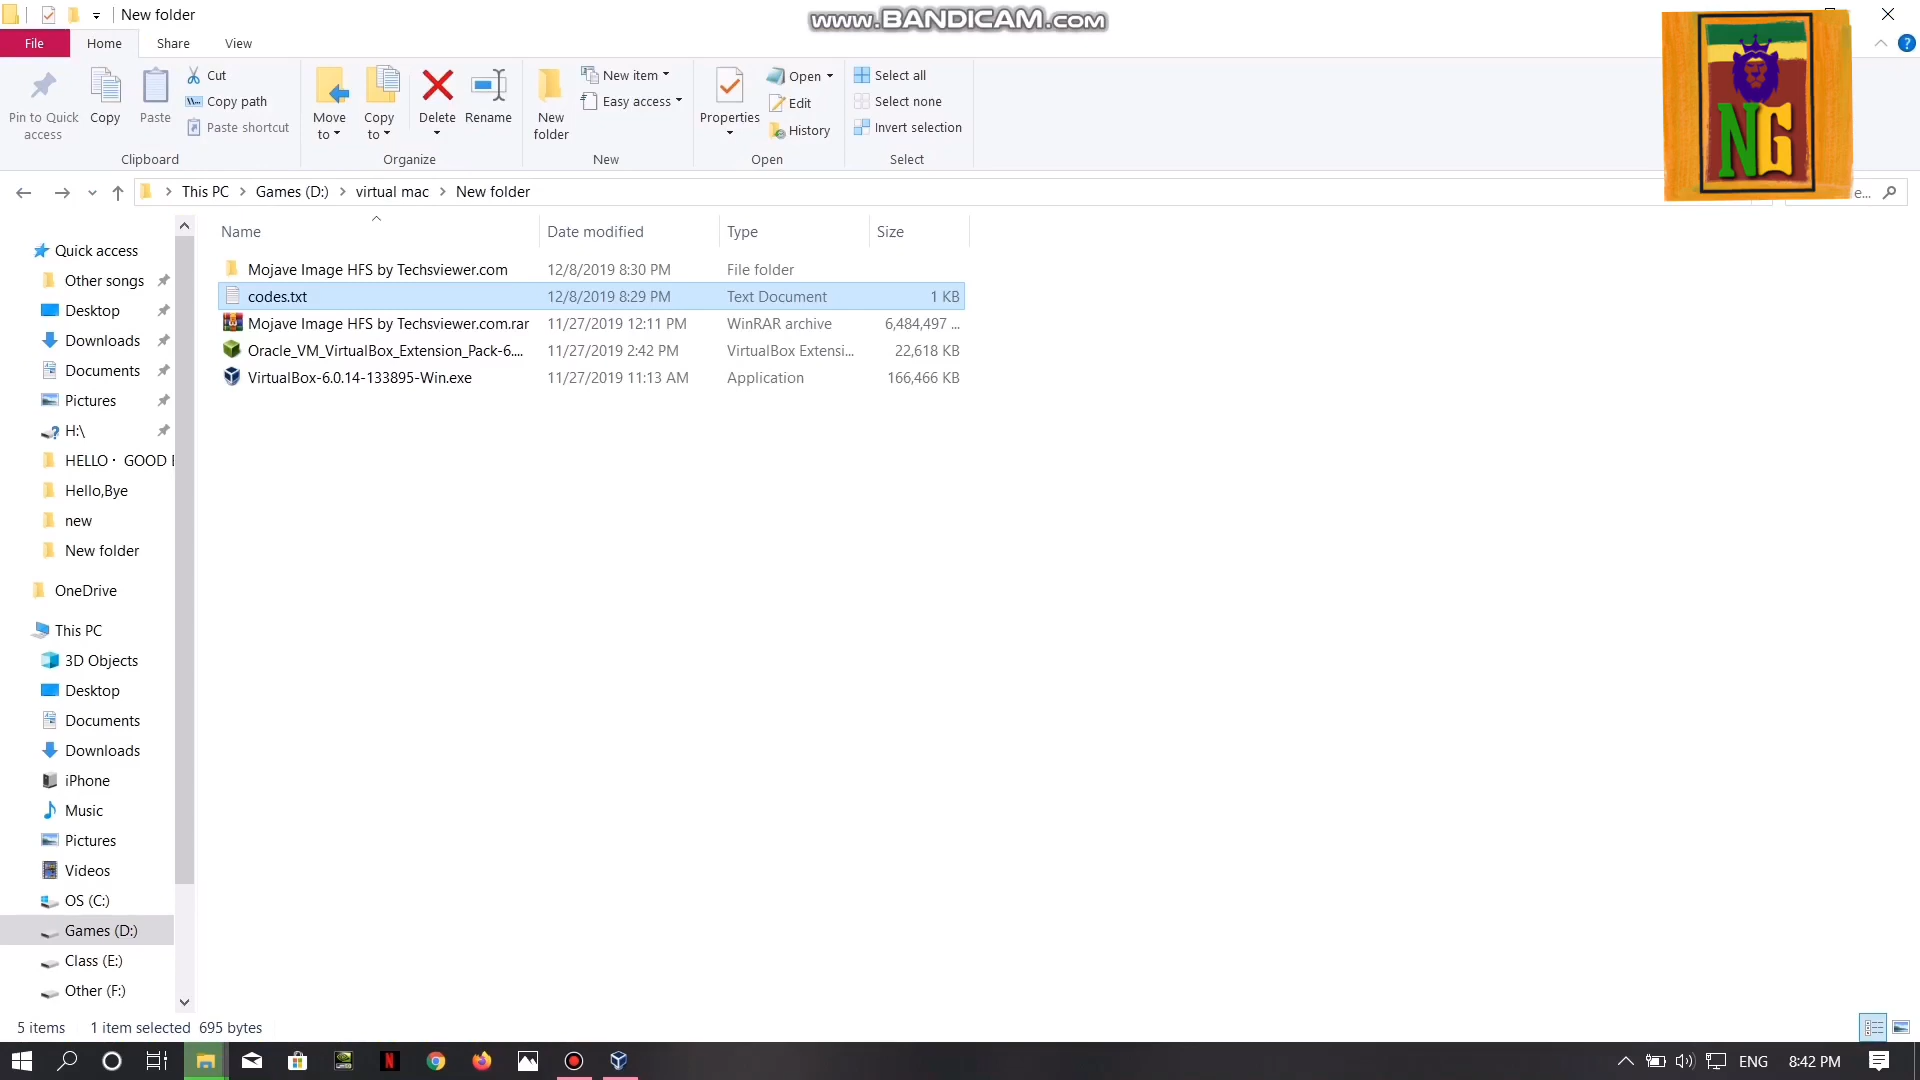 New folder
www.BANDICAM.com
File
Home
Share
View
Pin to Quick access
Copy
Paste
Cut
Copy path
Paste shortcut
Clipboard
Move to
Copy to
Delete
Rename
Organize
New folder
New item
Easy access
New
Properties
Open
Edit
History
Open
Select all
Select none
Invert selection
Select
NG
This PC
Games (D:)
virtual mac
New folder
e...
Name
Date modified
Type
Size
Mojave Image HFS by Techsviewer.com 12/8/2019 8:30 PM File folder
codes.txt 12/8/2019 8:29 PM Text Document 1 KB
Mojave Image HFS by Techsviewer.com.rar 11/27/2019 12:11 PM WinRAR archive 6,484,497 ...
Oracle_VM_VirtualBox_Extension_Pack-6.... 11/27/2019 2:42 PM VirtualBox Extensi... 22,618 KB
VirtualBox-6.0.14-133895-Win.exe 11/27/2019 11:13 AM Application 166,466 KB
Quick access
Other songs
Desktop
Downloads
Documents
Pictures
H:\
HELLO · GOOD
Hello,Bye
new
New folder
OneDrive
This PC
3D Objects
Desktop
Documents
Downloads
iPhone
Music
Pictures
Videos
OS (C:)
Games (D:)
Class (E:)
Other (F:)
5 items
1 item selected 695 bytes
ENG
8:42 PM